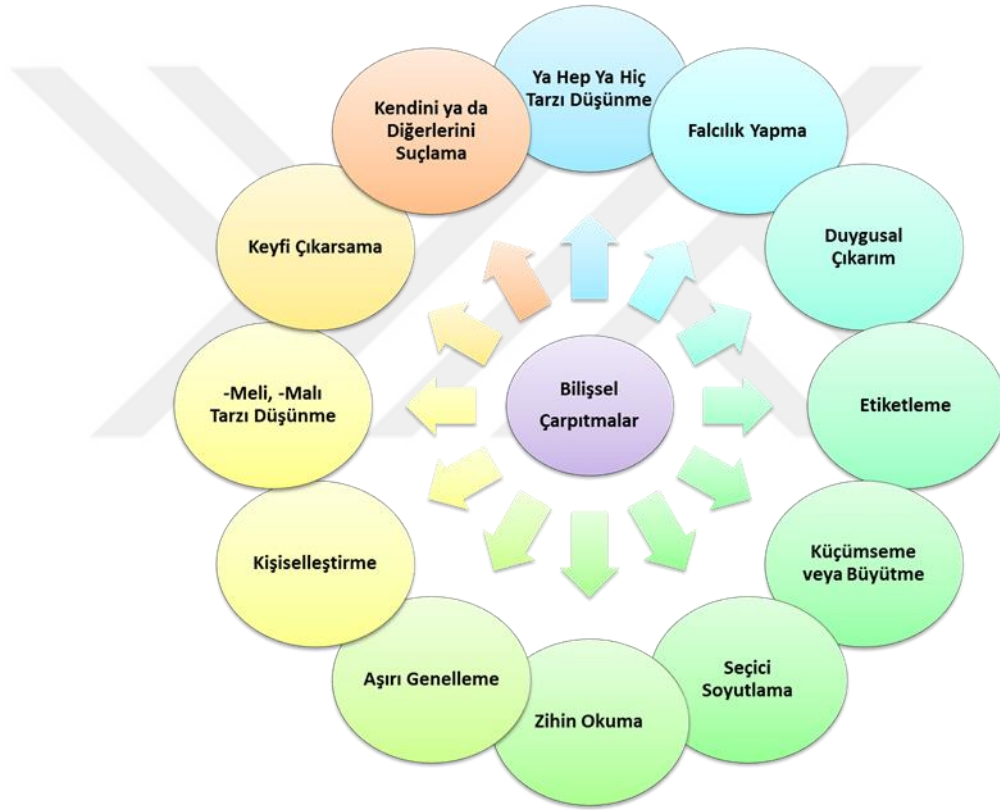 Ya Hep Ya Hiç
Tarzı Düşünme
Falcılık Yapma
Duygusal
Çıkarım
Etiketleme
Küçümseme
veya Büyütme
Seçici
Soyutlama
Zihin Okuma
Aşırı Genelleme
Kişiselleştirme
-Meli, -Malı
Tarzı Düşünme
Keyfi Çıkarsama
Kendini ya da
Diğerlerini
Suçlama
Bilişsel
Çarpıtmalar